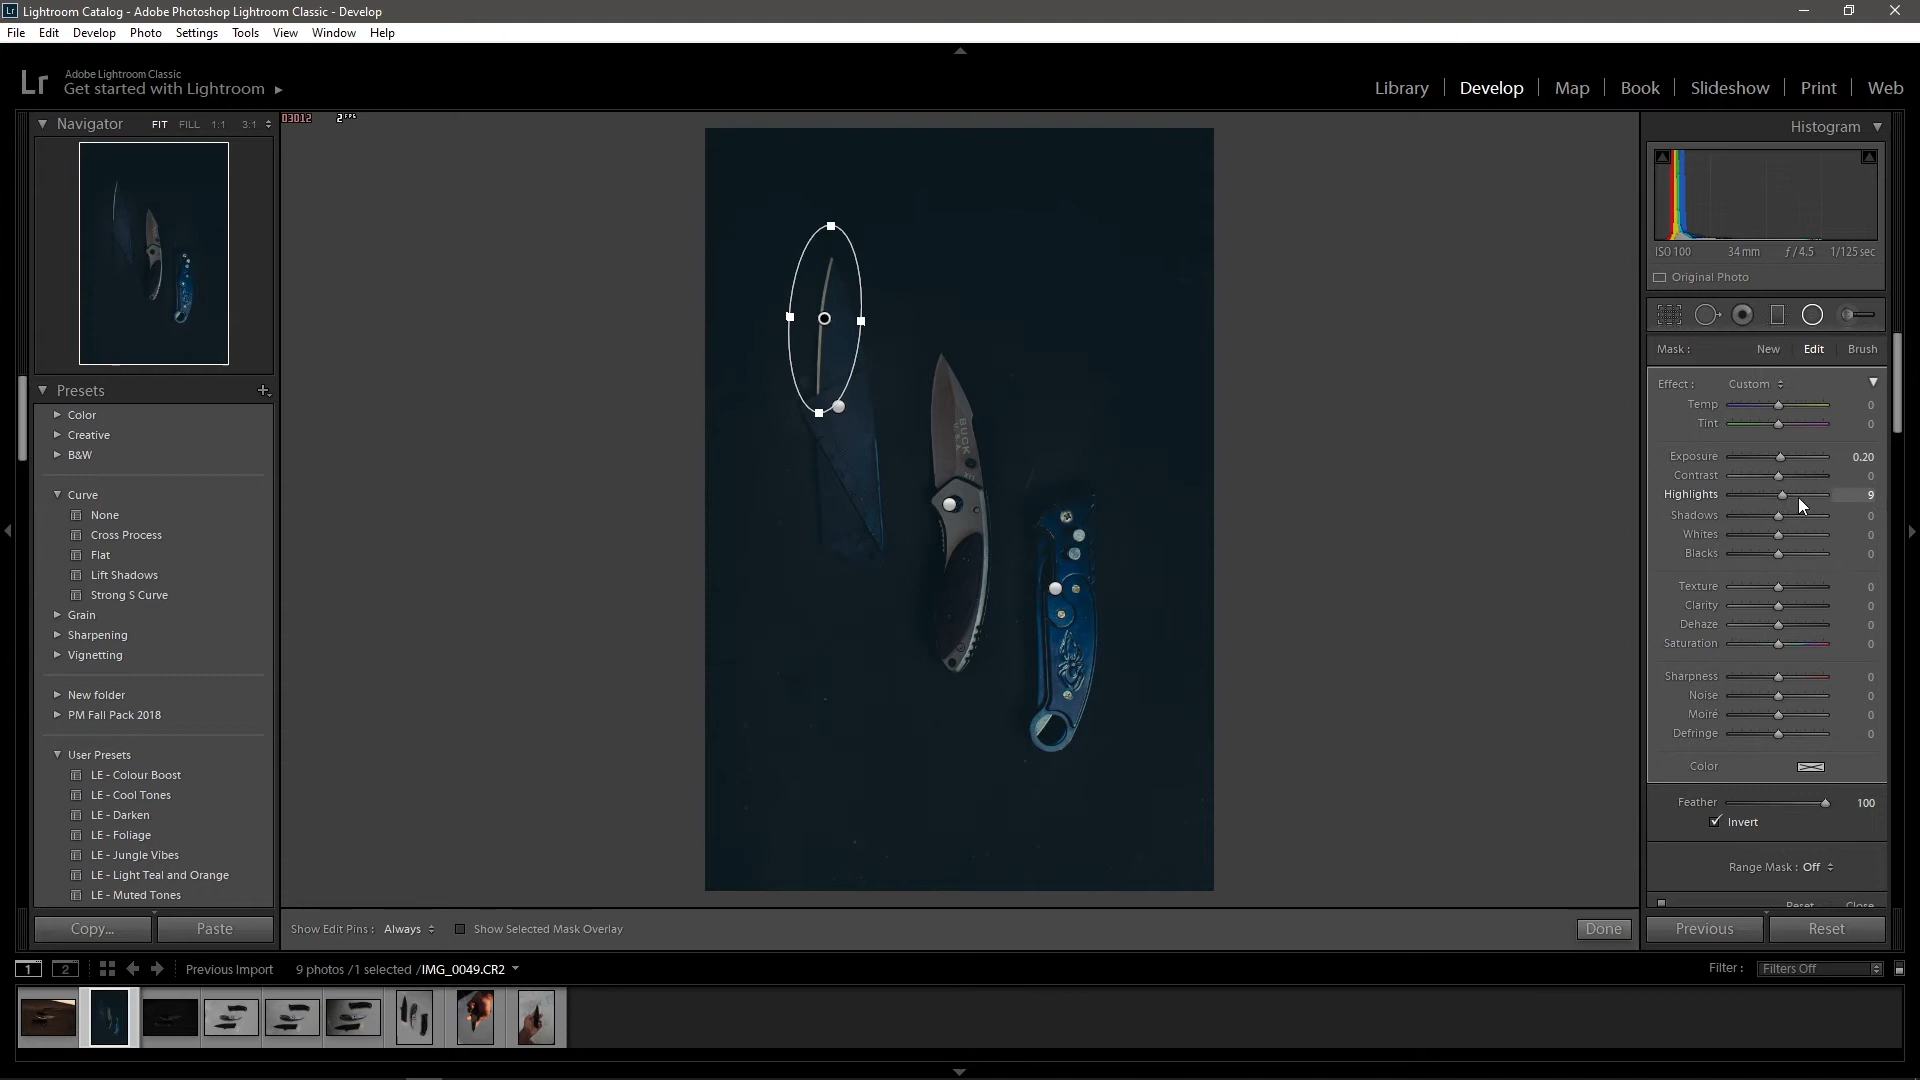 Lr Lightroom Catalog - Adobe Photoshop Lightroom Classic - Develop
File Edit Develop Photo Settings Tools View Window Help
Lr Adobe Lightroom Classic
Get started with Lightroom
Library Develop Map Book Slideshow Print Web
Navigator FIT FILL 1:1 3:1
03012 2 FPS
Histogram
ISO 100 34 mm ƒ / 4.5 1/125 sec
Original Photo
Mask : New Edit Brush
Effect : Custom
Temp 0
Tint 0
Exposure 0.20
Contrast 0
Highlights 9
Shadows 0
Whites 0
Blacks 0
Texture 0
Clarity 0
Dehaze 0
Saturation 0
Sharpness 0
Noise 0
Moiré 0
Defringe 0
Color
Feather 100
Invert
Range Mask : Off
Reset Close
Previous Reset
Presets
Color
Creative
B&W
Curve
None
Cross Process
Flat
Lift Shadows
Strong S Curve
Grain
Sharpening
Vignetting
New folder
PM Fall Pack 2018
User Presets
LE - Colour Boost
LE - Cool Tones
LE - Darken
LE - Foliage
LE - Jungle Vibes
LE - Light Teal and Orange
LE - Muted Tones
Copy... Paste
BUCK
Show Edit Pins : Always Show Selected Mask Overlay Done
1 2 Previous Import 9 photos / 1 selected / IMG_0049.CR2 Filter : Filters Off